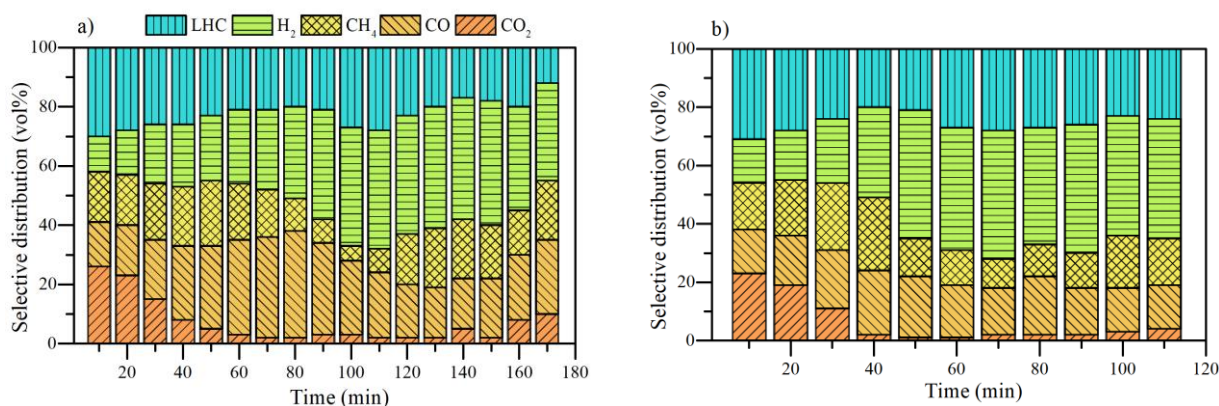 a)
LHC H₂ CH₄ CO CO₂
Selective distribution (vol%)
100
80
60
40
20
0
20 40 60 80 100 120 140 160 180
Time (min)
b)
Selective distribution (vol%)
100
80
60
40
20
0
20 40 60 80 100 120
Time (min)